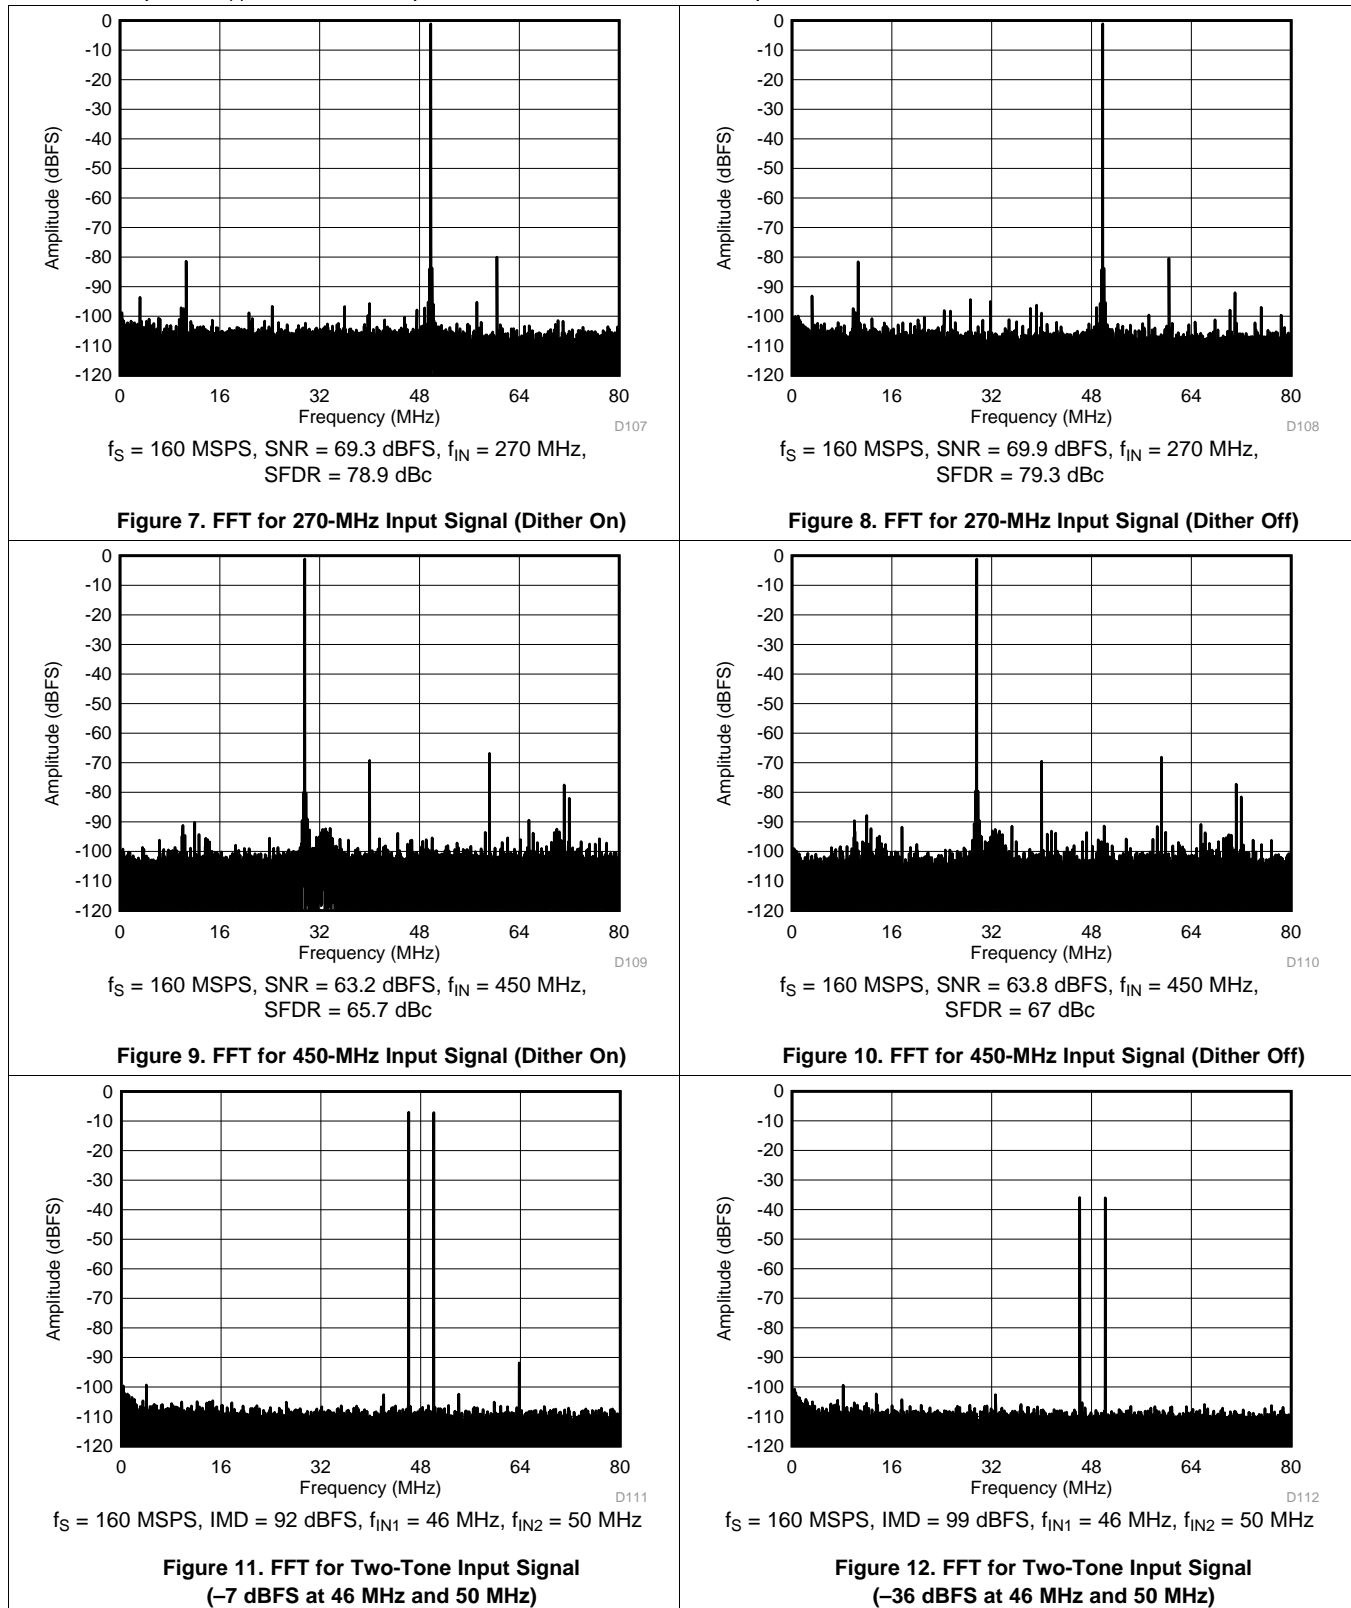 0
-10
-20
-30
-40
-50
-60
-70
-80
-90
-100
-110
-120
Amplitude (dBFS)
0 16 32 48 64 80
Frequency (MHz)
D107
fS = 160 MSPS, SNR = 69.3 dBFS, fIN = 270 MHz,
SFDR = 78.9 dBc
Figure 7. FFT for 270-MHz Input Signal (Dither On)
0
-10
-20
-30
-40
-50
-60
-70
-80
-90
-100
-110
-120
Amplitude (dBFS)
0 16 32 48 64 80
Frequency (MHz)
D108
fS = 160 MSPS, SNR = 69.9 dBFS, fIN = 270 MHz,
SFDR = 79.3 dBc
Figure 8. FFT for 270-MHz Input Signal (Dither Off)
0
-10
-20
-30
-40
-50
-60
-70
-80
-90
-100
-110
-120
Amplitude (dBFS)
0 16 32 48 64 80
Frequency (MHz)
D109
fS = 160 MSPS, SNR = 63.2 dBFS, fIN = 450 MHz,
SFDR = 65.7 dBc
Figure 9. FFT for 450-MHz Input Signal (Dither On)
0
-10
-20
-30
-40
-50
-60
-70
-80
-90
-100
-110
-120
Amplitude (dBFS)
0 16 32 48 64 80
Frequency (MHz)
D110
fS = 160 MSPS, SNR = 63.8 dBFS, fIN = 450 MHz,
SFDR = 67 dBc
Figure 10. FFT for 450-MHz Input Signal (Dither Off)
0
-10
-20
-30
-40
-50
-60
-70
-80
-90
-100
-110
-120
Amplitude (dBFS)
0 16 32 48 64 80
Frequency (MHz)
D111
fS = 160 MSPS, IMD = 92 dBFS, fIN1 = 46 MHz, fIN2 = 50 MHz
Figure 11. FFT for Two-Tone Input Signal
(–7 dBFS at 46 MHz and 50 MHz)
0
-10
-20
-30
-40
-50
-60
-70
-80
-90
-100
-110
-120
Amplitude (dBFS)
0 16 32 48 64 80
Frequency (MHz)
D112
fS = 160 MSPS, IMD = 99 dBFS, fIN1 = 46 MHz, fIN2 = 50 MHz
Figure 12. FFT for Two-Tone Input Signal
(–36 dBFS at 46 MHz and 50 MHz)